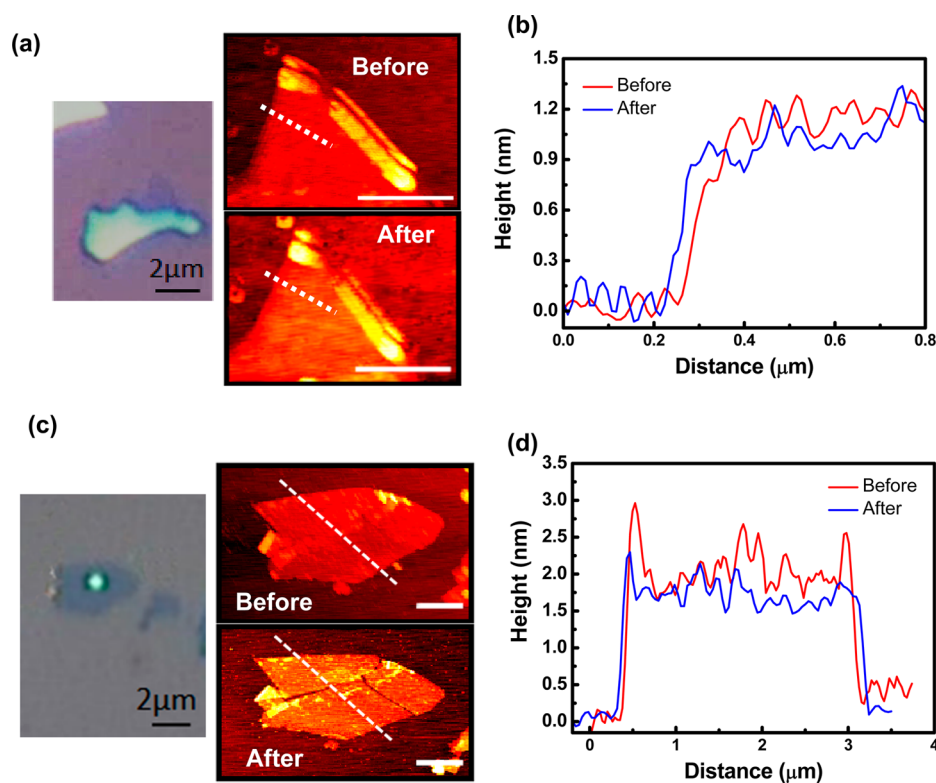 (a)
2μm
Before
After
(b)
Height (nm)
1.5
1.2
0.9
0.6
0.3
0.0
Before
After
0.0 0.2 0.4 0.6 0.8
Distance (μm)
(c)
2μm
Before
After
(d)
Height (nm)
3.5
3.0
2.5
2.0
1.5
1.0
0.5
0.0
Before
After
0 1 2 3 4
Distance (μm)